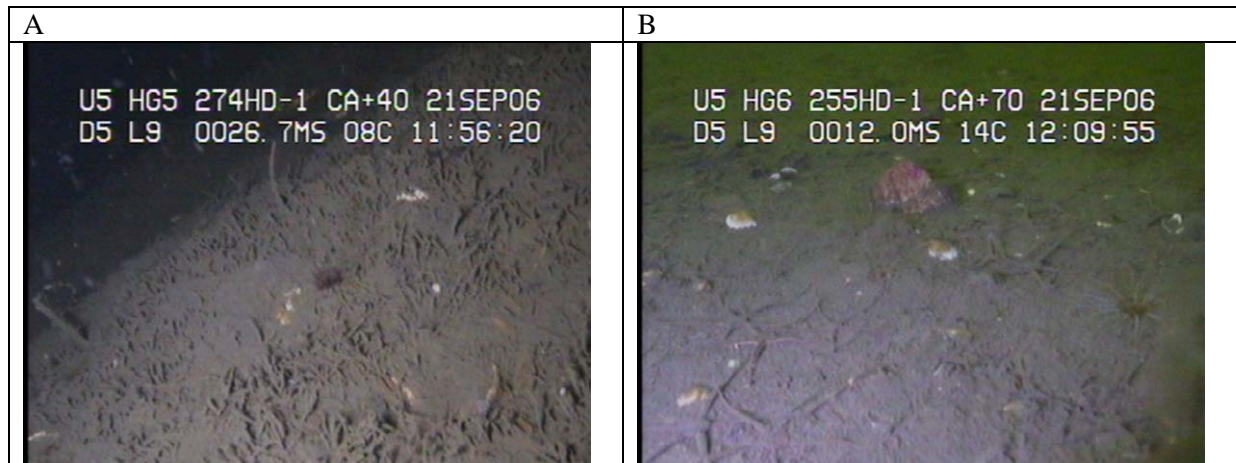 A
B
U5 HG5 274HD-1 CA+40 21SEP06
D5 L9 0026.7MS 08C 11:56:20
U5 HG6 255HD-1 CA+70 21SEP06
D5 L9 0012.0MS 14C 12:09:55